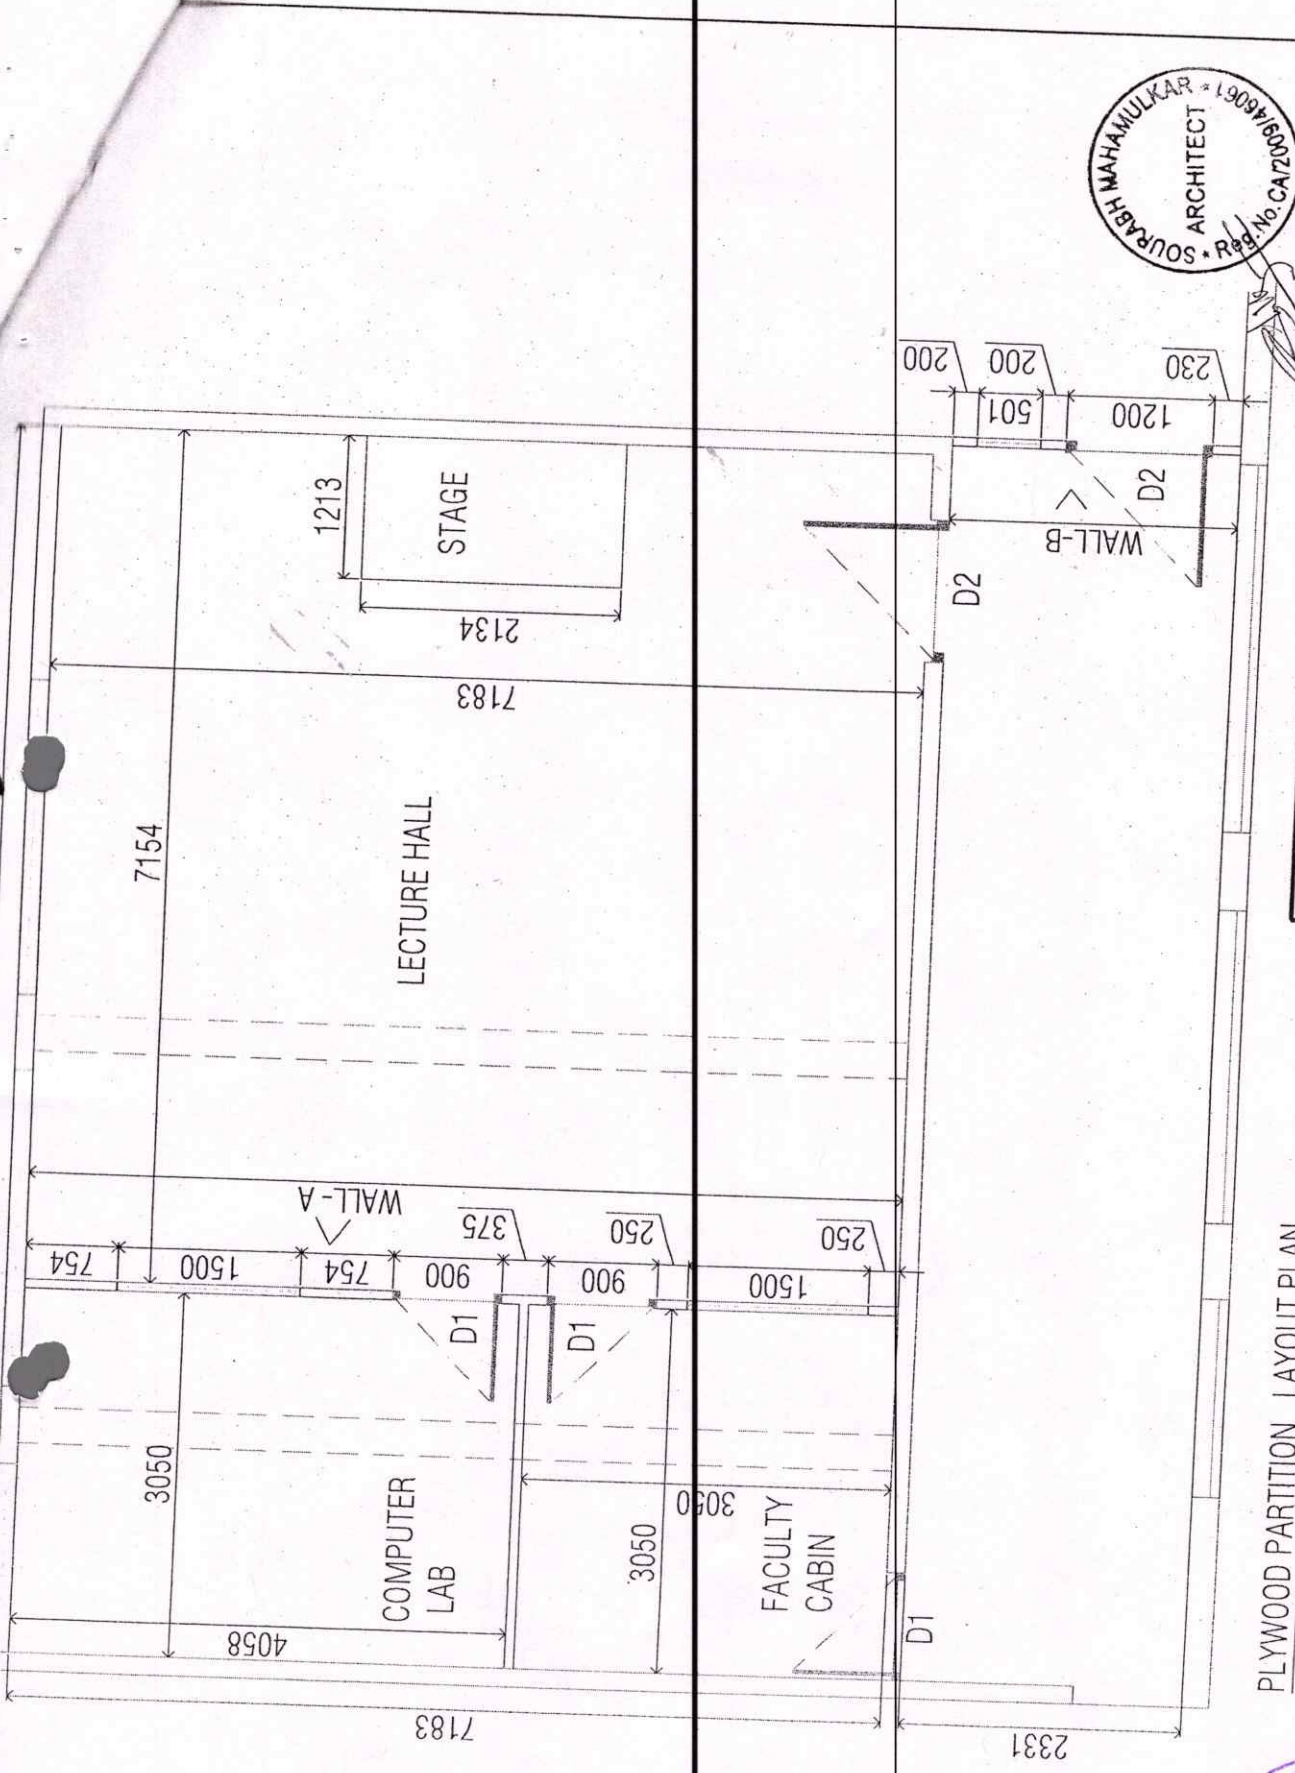 SOURABH MAHAMULKAR * ARCHITECT * Reg.No.CA/2009/46061
7154
1213
STAGE
2134
7183
LECTURE HALL
200
200
501
1200
230
D2
D2
WALL-B
WALL-A
754
1500
754
900
375
900
250
1500
250
D1
D1
3050
COMPUTER
LAB
4058
3050
3050
FACULTY
CABIN
D1
7183
2331
PLYWOOD PARTITION LAYOUT PLAN